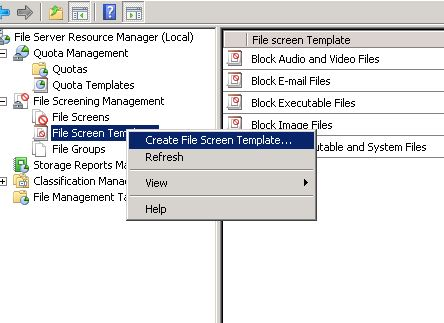 File Server Resource Manager (Local)
Quota Management
Quotas
Quota Templates
File Screening Management
File Screens
File Screen
File Groups
Storage Reports
Classification
File Management
File screen Template
Block Audio and Video Files
Block E-mail Files
Block Executable Files
Block Image Files
and System Files
Create File Screen Template...
Refresh
View
Help